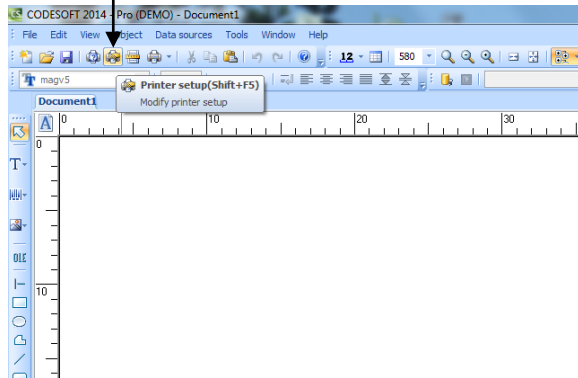 CODESOFT 2014 - Pro (DEMO) - Document1
File Edit View Object Data sources Tools Window Help
12 580
magv5
Printer setup(Shift+F5)
Modify printer setup
Document1
A 0 10 20 30
0
T
OLE
10